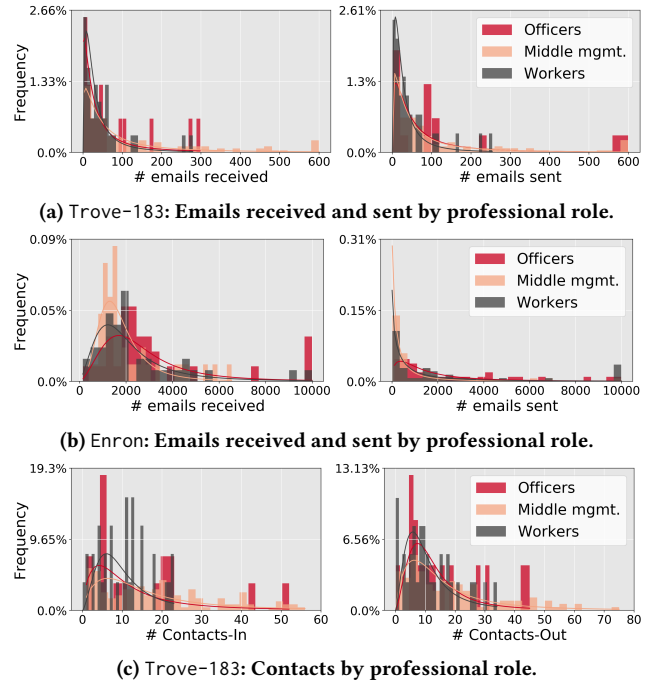 2.61%
1.33%
0.0%
Frequency
0 100 200 300 400 500 600
# emails received
2.66%
1.3%
0.0%
0 100 200 300 400 500 600
# emails sent
Officers
Middle mgmt.
Workers
(a) Trove-183: Emails received and sent by professional role.
0.09%
0.05%
0.0%
Frequency
0 2000 4000 6000 8000 10000
# emails received
0.31%
0.15%
0.0%
0 2000 4000 6000 8000 10000
# emails sent
Officers
Middle mgmt.
Workers
(b) Enron: Emails received and sent by professional role.
19.3%
9.65%
0.0%
Frequency
0 10 20 30 40 50 60
# Contacts-In
13.13%
6.56%
0.0%
0 10 20 30 40 50 60 70 80
# Contacts-Out
Officers
Middle mgmt.
Workers
(c) Trove-183: Contacts by professional role.